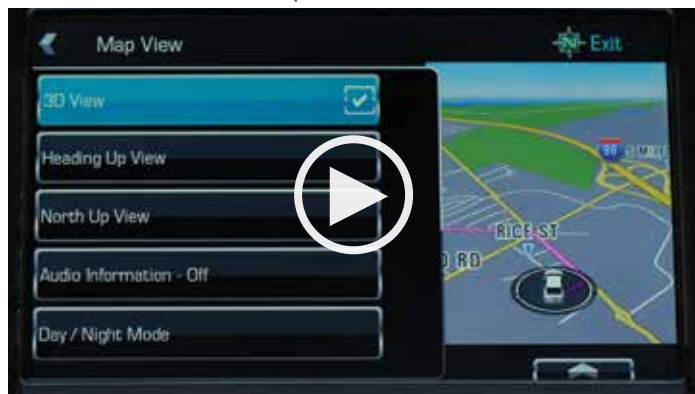 Map View
N
Exit
3D View
Heading Up View
North Up View
Audio Information - Off
Day / Night Mode
96
RICE ST
RD